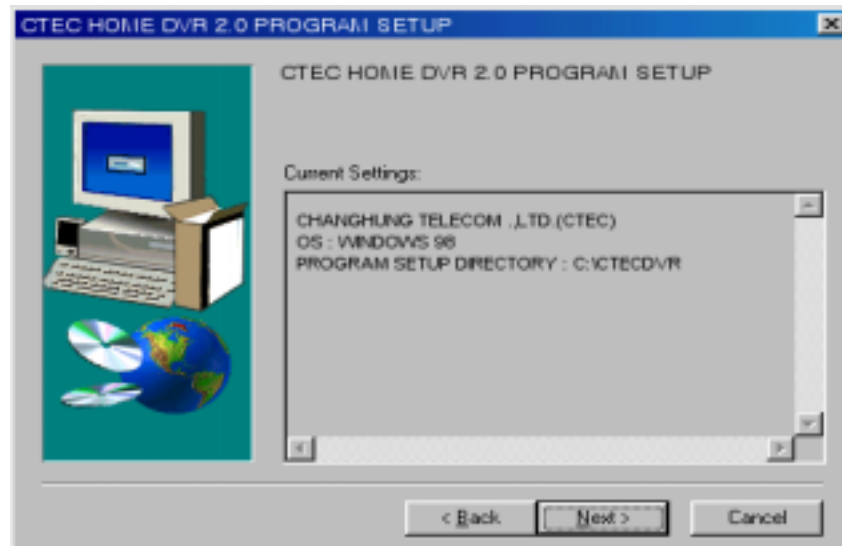 CTEC HOME DVR 2.0 PROGRAM SETUP
CTEC HOME DVR 2.0 PROGRAM SETUP
Current Settings:
CHANGHUNG TELECOM .,LTD.(CTEC)
OS : WINDOWS 98
PROGRAM SETUP DIRECTORY : C:\CTECDVR
< Back
Next >
Cancel